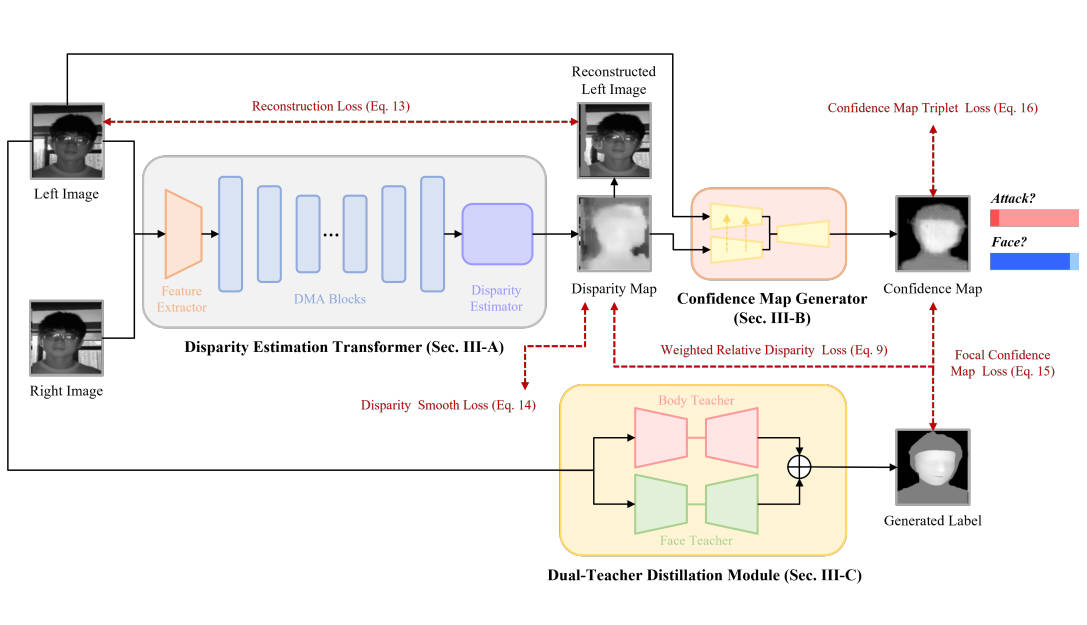 Reconstructed
Left Image
Reconstruction Loss (Eq. 13)
Confidence Map Triplet Loss (Eq. 16)
Left Image
Attack?
Face?
Feature
Extractor
DMA Blocks
...
Disparity
Estimator
Disparity Map
Confidence Map Generator
(Sec. III-B)
Confidence Map
Disparity Estimation Transformer (Sec. III-A)
Right Image
Weighted Relative Disparity Loss (Eq. 9)
Focal Confidence
Map Loss (Eq. 15)
Disparity Smooth Loss (Eq. 14)
Body Teacher
Face Teacher
Generated Label
Dual-Teacher Distillation Module (Sec. III-C)